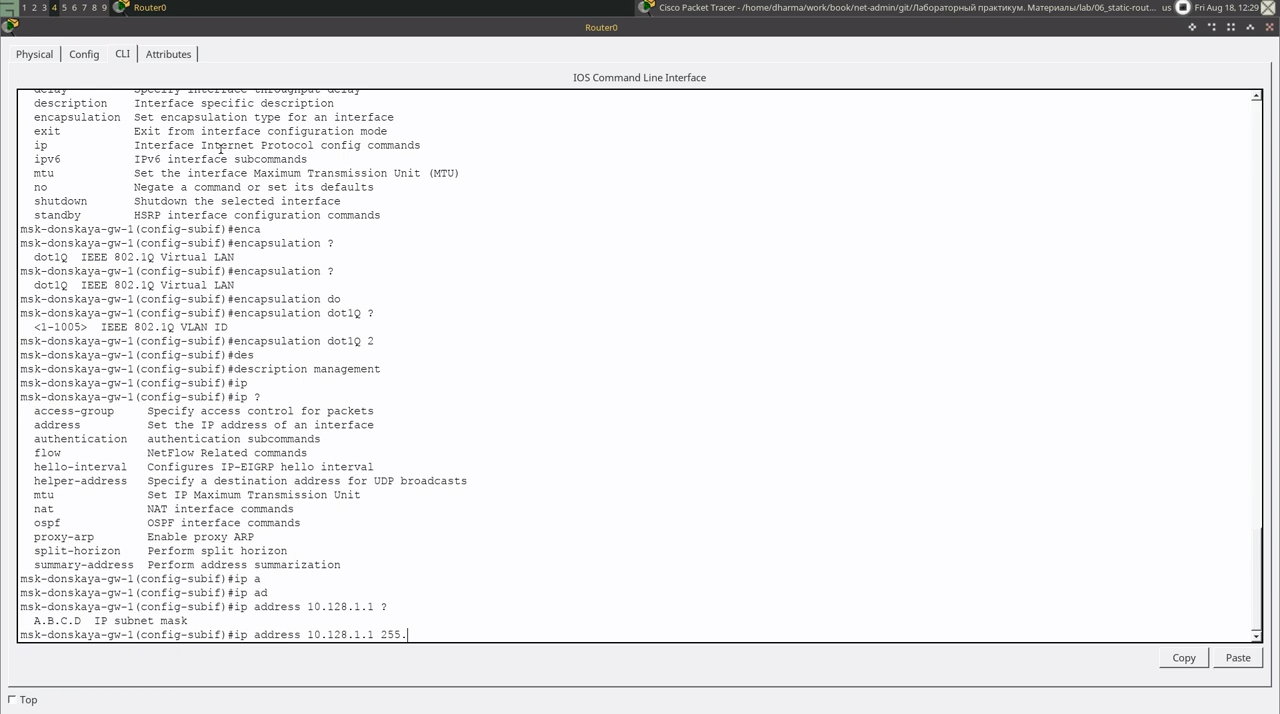 1 2 3 4 5 6 7 8 9 Router0 Cisco Packet Tracer - /home/dharma/work/book/net-admin/git/Лабораторный практикум. Материалы/lab/06_static-rout... us Fri Aug 18, 12:29
Router0
Physical Config CLI Attributes
IOS Command Line Interface
delay Specify interface throughput delay
description Interface specific description
encapsulation Set encapsulation type for an interface
exit Exit from interface configuration mode
ip Interface Internet Protocol config commands
ipv6 IPv6 interface subcommands
mtu Set the interface Maximum Transmission Unit (MTU)
no Negate a command or set its defaults
shutdown Shutdown the selected interface
standby HSRP interface configuration commands
msk-donskaya-gw-1(config-subif)#enca
msk-donskaya-gw-1(config-subif)#encapsulation ?
dot1Q IEEE 802.1Q Virtual LAN
msk-donskaya-gw-1(config-subif)#encapsulation ?
dot1Q IEEE 802.1Q Virtual LAN
msk-donskaya-gw-1(config-subif)#encapsulation do
msk-donskaya-gw-1(config-subif)#encapsulation dot1Q ?
<1-1005> IEEE 802.1Q VLAN ID
msk-donskaya-gw-1(config-subif)#encapsulation dot1Q 2
msk-donskaya-gw-1(config-subif)#des
msk-donskaya-gw-1(config-subif)#description management
msk-donskaya-gw-1(config-subif)#ip
msk-donskaya-gw-1(config-subif)#ip ?
access-group Specify access control for packets
address Set the IP address of an interface
authentication authentication subcommands
flow NetFlow Related commands
hello-interval Configures IP-EIGRP hello interval
helper-address Specify a destination address for UDP broadcasts
mtu Set IP Maximum Transmission Unit
nat NAT interface commands
ospf OSPF interface commands
proxy-arp Enable proxy ARP
split-horizon Perform split horizon
summary-address Perform address summarization
msk-donskaya-gw-1(config-subif)#ip a
msk-donskaya-gw-1(config-subif)#ip ad
msk-donskaya-gw-1(config-subif)#ip address 10.128.1.1 ?
A.B.C.D IP subnet mask
msk-donskaya-gw-1(config-subif)#ip address 10.128.1.1 255.
Copy Paste
Top